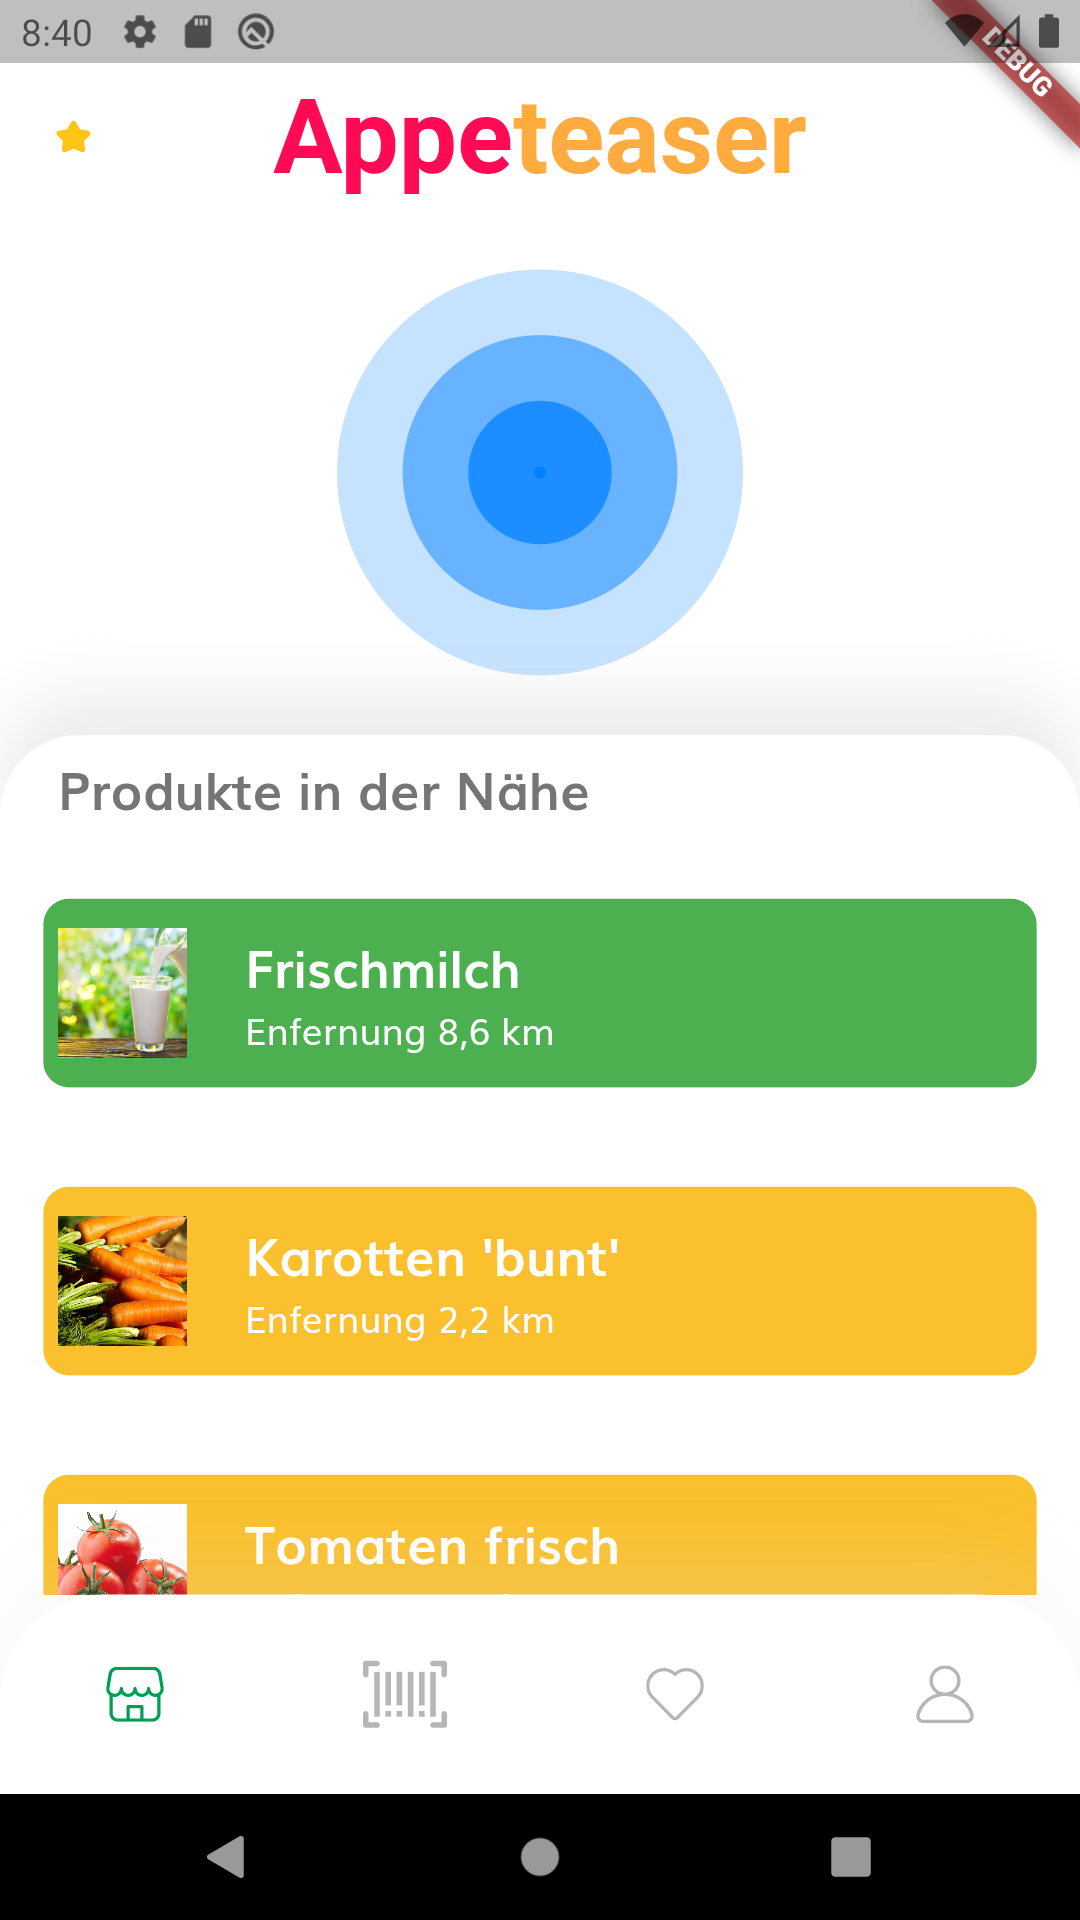 8:40
DEBUG
Appeteaser
Produkte in der Nähe
Frischmilch
Enfernung 8,6 km
Karotten 'bunt'
Enfernung 2,2 km
Tomaten frisch